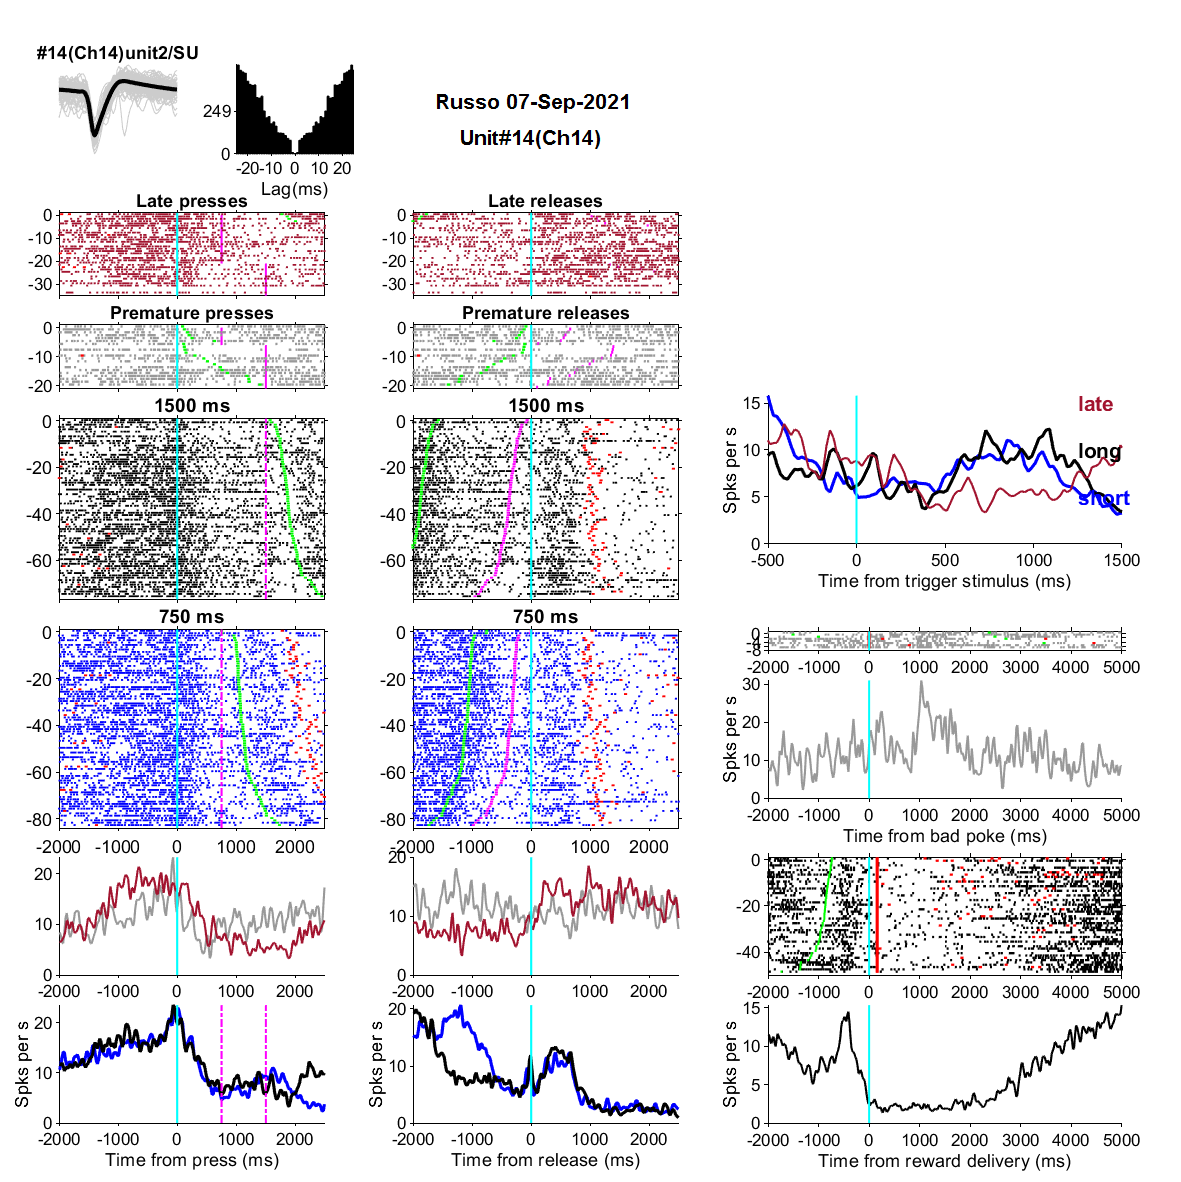 #14(Ch14)unit2/SU
249
0
-20 -10 0 10 20
Lag(ms)
Russo 07-Sep-2021
Unit#14(Ch14)
Late presses
0
-10
-20
-30
Late releases
0
-10
-20
-30
Premature presses
0
-10
-20
Premature releases
0
-10
-20
1500 ms
0
-20
-40
-60
1500 ms
0
-20
-40
-60
750 ms
0
-20
-40
-60
-80
-2000 -1000 0 1000 2000
750 ms
0
-20
-40
-60
-80
-2000 -1000 0 1000 2000
20
10
0
-2000 -1000 0 1000 2000
20
10
0
-2000 -1000 0 1000 2000
Spks per s
20
10
0
-2000 -1000 0 1000 2000
Time from press (ms)
Spks per s
20
10
0
-2000 -1000 0 1000 2000
Time from release (ms)
late
long
short
Spks per s
15
10
5
0
-500 0 500 1000 1500
Time from trigger stimulus (ms)
0
-2000 -1000 0 1000 2000 3000 4000 5000
Spks per s
30
20
10
0
-2000 -1000 0 1000 2000 3000 4000 5000
Time from bad poke (ms)
0
-20
-40
-2000 -1000 0 1000 2000 3000 4000 5000
Spks per s
15
10
5
0
-2000 -1000 0 1000 2000 3000 4000 5000
Time from reward delivery (ms)